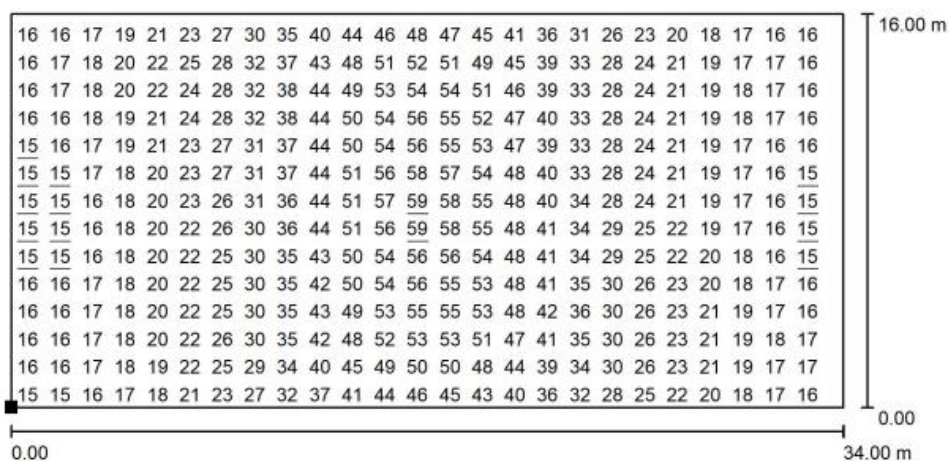 16 16 17 19 21 23 27 30 35 40 44 46 48 47 45 41 36 31 26 23 20 18 17 16 16
16.00 m
16 17 18 20 22 25 28 32 37 43 48 51 52 51 49 45 39 33 28 24 21 19 17 17 16
16 17 18 20 22 24 28 32 38 44 49 53 54 54 51 46 39 33 28 24 21 19 18 17 16
16 16 18 19 21 24 28 32 38 44 50 54 56 55 52 47 40 33 28 24 21 19 18 17 16
15 16 17 19 21 23 27 31 37 44 50 54 56 55 53 47 39 33 28 24 21 19 17 16 16
15 15 17 18 20 23 27 31 37 44 51 56 58 57 54 48 40 33 28 24 21 19 17 16 15
15 15 16 18 20 23 26 31 36 44 51 57 59 58 55 48 40 34 28 24 21 19 17 16 15
15 15 16 18 20 22 26 30 36 44 51 56 59 58 55 48 41 34 29 25 22 19 17 16 15
15 15 16 18 20 22 25 30 35 43 50 54 56 56 54 48 41 34 29 25 22 20 18 16 15
16 16 17 18 20 22 25 30 35 42 50 54 56 55 53 48 41 35 30 26 23 20 18 17 16
16 16 17 18 20 22 25 30 35 43 49 53 55 55 53 48 42 36 30 26 23 21 19 17 16
16 16 17 18 20 22 26 30 35 42 48 52 53 53 51 47 41 35 30 26 23 21 19 18 17
16 16 17 18 19 22 25 29 34 40 45 49 50 50 48 44 39 34 30 26 23 21 19 17 17
15 15 16 17 18 21 23 27 32 37 41 44 46 45 43 40 36 32 28 25 22 20 18 17 16
0.00
0.00
34.00 m